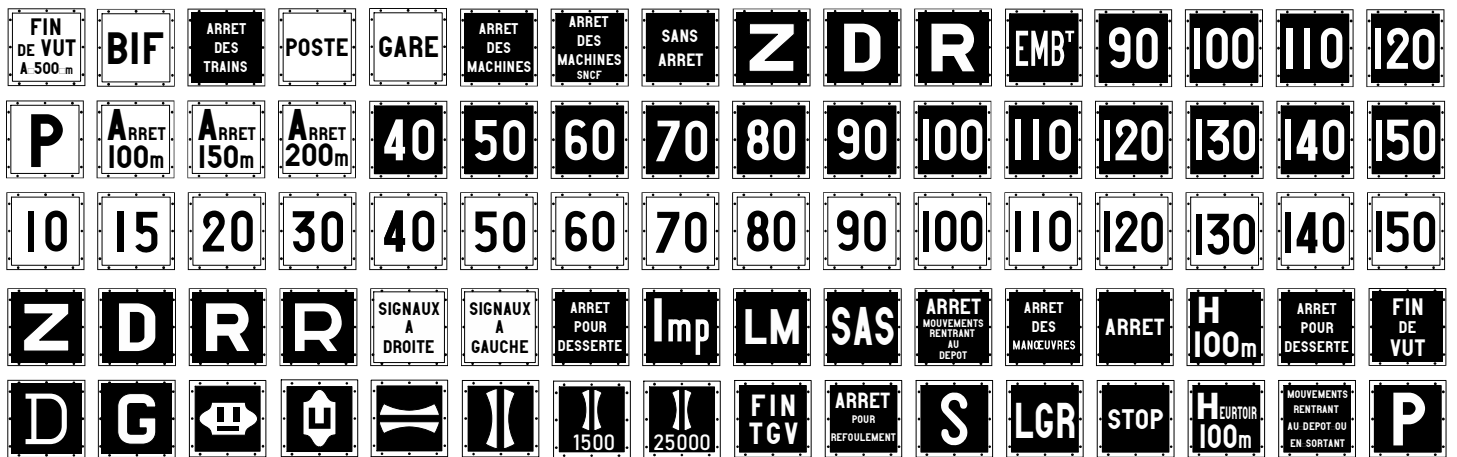 FIN
DE VUT
A 500 m
BIF
ARRET
DES
TRAINS
POSTE
GARE
ARRET
DES
MACHINES
ARRET
DES
MACHINES
SNCF
SANS
ARRET
Z
D
R
EMBT
90
100
110
120
P
ARRET
100m
ARRET
150m
ARRET
200m
40
50
60
70
80
90
100
110
120
130
140
150
10
15
20
30
40
50
60
70
80
90
100
110
120
130
140
150
Z
D
R
R
SIGNAUX
A
DROITE
SIGNAUX
A
GAUCHE
ARRET
POUR
DESSERTE
Imp
LM
SAS
ARRET
MOUVEMENTS
RENTRANT
AU
DEPOT
ARRET
DES
MANŒUVRES
ARRET
H
100m
ARRET
POUR
DESSERTE
FIN
DE
VUT
D
G
U
1500
25000
FIN
TGV
ARRET
POUR
REFOULEMENT
S
LGR
STOP
HEURTOIR
100m
MOUVEMENTS
RENTRANT
AU DEPOT OU
EN SORTANT
P